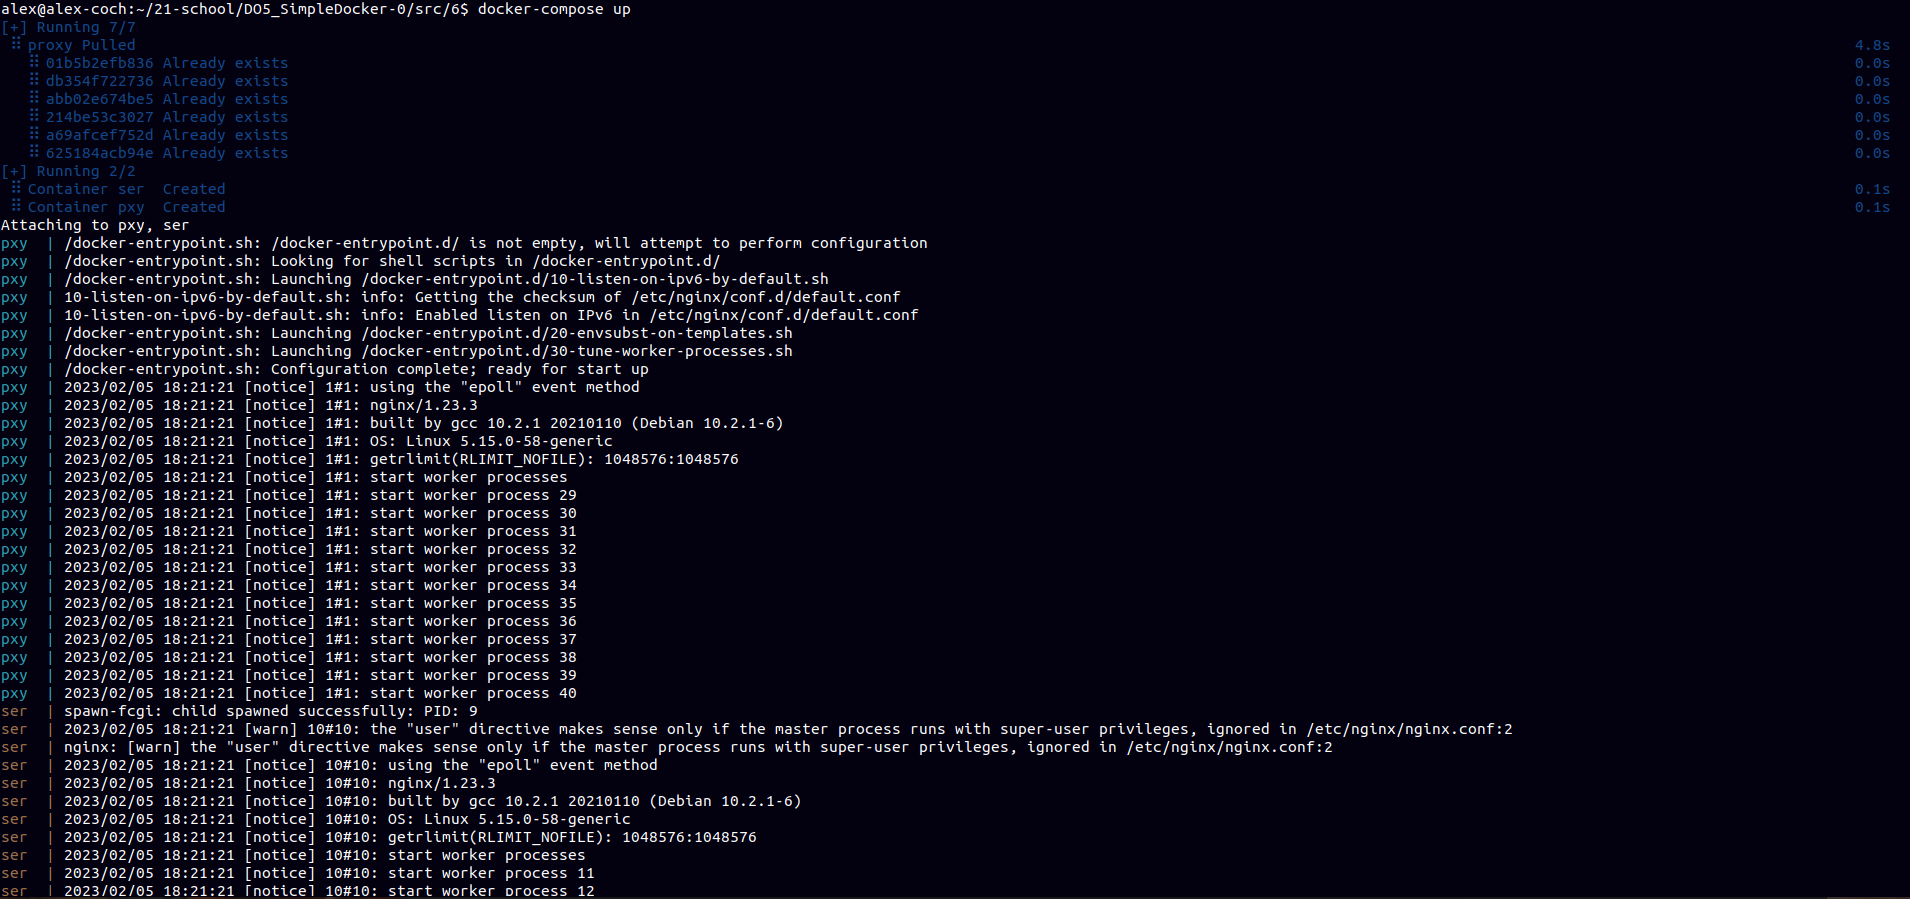 alex@alex-coch:~/21-school/DO5_SimpleDocker-0/src/6$ docker-compose up
[+] Running 7/7
⠿ proxy Pulled 4.8s
⠿ 01b5b2efb836 Already exists 0.0s
⠿ db354f722736 Already exists 0.0s
⠿ abb02e674be5 Already exists 0.0s
⠿ 214be53c3027 Already exists 0.0s
⠿ a69afcef752d Already exists 0.0s
⠿ 625184acb94e Already exists 0.0s
[+] Running 2/2
⠿ Container ser  Created 0.1s
⠿ Container pxy  Created 0.1s
Attaching to pxy, ser
pxy  | /docker-entrypoint.sh: /docker-entrypoint.d/ is not empty, will attempt to perform configuration
pxy  | /docker-entrypoint.sh: Looking for shell scripts in /docker-entrypoint.d/
pxy  | /docker-entrypoint.sh: Launching /docker-entrypoint.d/10-listen-on-ipv6-by-default.sh
pxy  | 10-listen-on-ipv6-by-default.sh: info: Getting the checksum of /etc/nginx/conf.d/default.conf
pxy  | 10-listen-on-ipv6-by-default.sh: info: Enabled listen on IPv6 in /etc/nginx/conf.d/default.conf
pxy  | /docker-entrypoint.sh: Launching /docker-entrypoint.d/20-envsubst-on-templates.sh
pxy  | /docker-entrypoint.sh: Launching /docker-entrypoint.d/30-tune-worker-processes.sh
pxy  | /docker-entrypoint.sh: Configuration complete; ready for start up
pxy  | 2023/02/05 18:21:21 [notice] 1#1: using the "epoll" event method
pxy  | 2023/02/05 18:21:21 [notice] 1#1: nginx/1.23.3
pxy  | 2023/02/05 18:21:21 [notice] 1#1: built by gcc 10.2.1 20210110 (Debian 10.2.1-6)
pxy  | 2023/02/05 18:21:21 [notice] 1#1: OS: Linux 5.15.0-58-generic
pxy  | 2023/02/05 18:21:21 [notice] 1#1: getrlimit(RLIMIT_NOFILE): 1048576:1048576
pxy  | 2023/02/05 18:21:21 [notice] 1#1: start worker processes
pxy  | 2023/02/05 18:21:21 [notice] 1#1: start worker process 29
pxy  | 2023/02/05 18:21:21 [notice] 1#1: start worker process 30
pxy  | 2023/02/05 18:21:21 [notice] 1#1: start worker process 31
pxy  | 2023/02/05 18:21:21 [notice] 1#1: start worker process 32
pxy  | 2023/02/05 18:21:21 [notice] 1#1: start worker process 33
pxy  | 2023/02/05 18:21:21 [notice] 1#1: start worker process 34
pxy  | 2023/02/05 18:21:21 [notice] 1#1: start worker process 35
pxy  | 2023/02/05 18:21:21 [notice] 1#1: start worker process 36
pxy  | 2023/02/05 18:21:21 [notice] 1#1: start worker process 37
pxy  | 2023/02/05 18:21:21 [notice] 1#1: start worker process 38
pxy  | 2023/02/05 18:21:21 [notice] 1#1: start worker process 39
pxy  | 2023/02/05 18:21:21 [notice] 1#1: start worker process 40
ser  | spawn-fcgi: child spawned successfully: PID: 9
ser  | 2023/02/05 18:21:21 [warn] 10#10: the "user" directive makes sense only if the master process runs with super-user privileges, ignored in /etc/nginx/nginx.conf:2
ser  | nginx: [warn] the "user" directive makes sense only if the master process runs with super-user privileges, ignored in /etc/nginx/nginx.conf:2
ser  | 2023/02/05 18:21:21 [notice] 10#10: using the "epoll" event method
ser  | 2023/02/05 18:21:21 [notice] 10#10: nginx/1.23.3
ser  | 2023/02/05 18:21:21 [notice] 10#10: built by gcc 10.2.1 20210110 (Debian 10.2.1-6)
ser  | 2023/02/05 18:21:21 [notice] 10#10: OS: Linux 5.15.0-58-generic
ser  | 2023/02/05 18:21:21 [notice] 10#10: getrlimit(RLIMIT_NOFILE): 1048576:1048576
ser  | 2023/02/05 18:21:21 [notice] 10#10: start worker processes
ser  | 2023/02/05 18:21:21 [notice] 10#10: start worker process 11
ser  | 2023/02/05 18:21:21 [notice] 10#10: start worker process 12